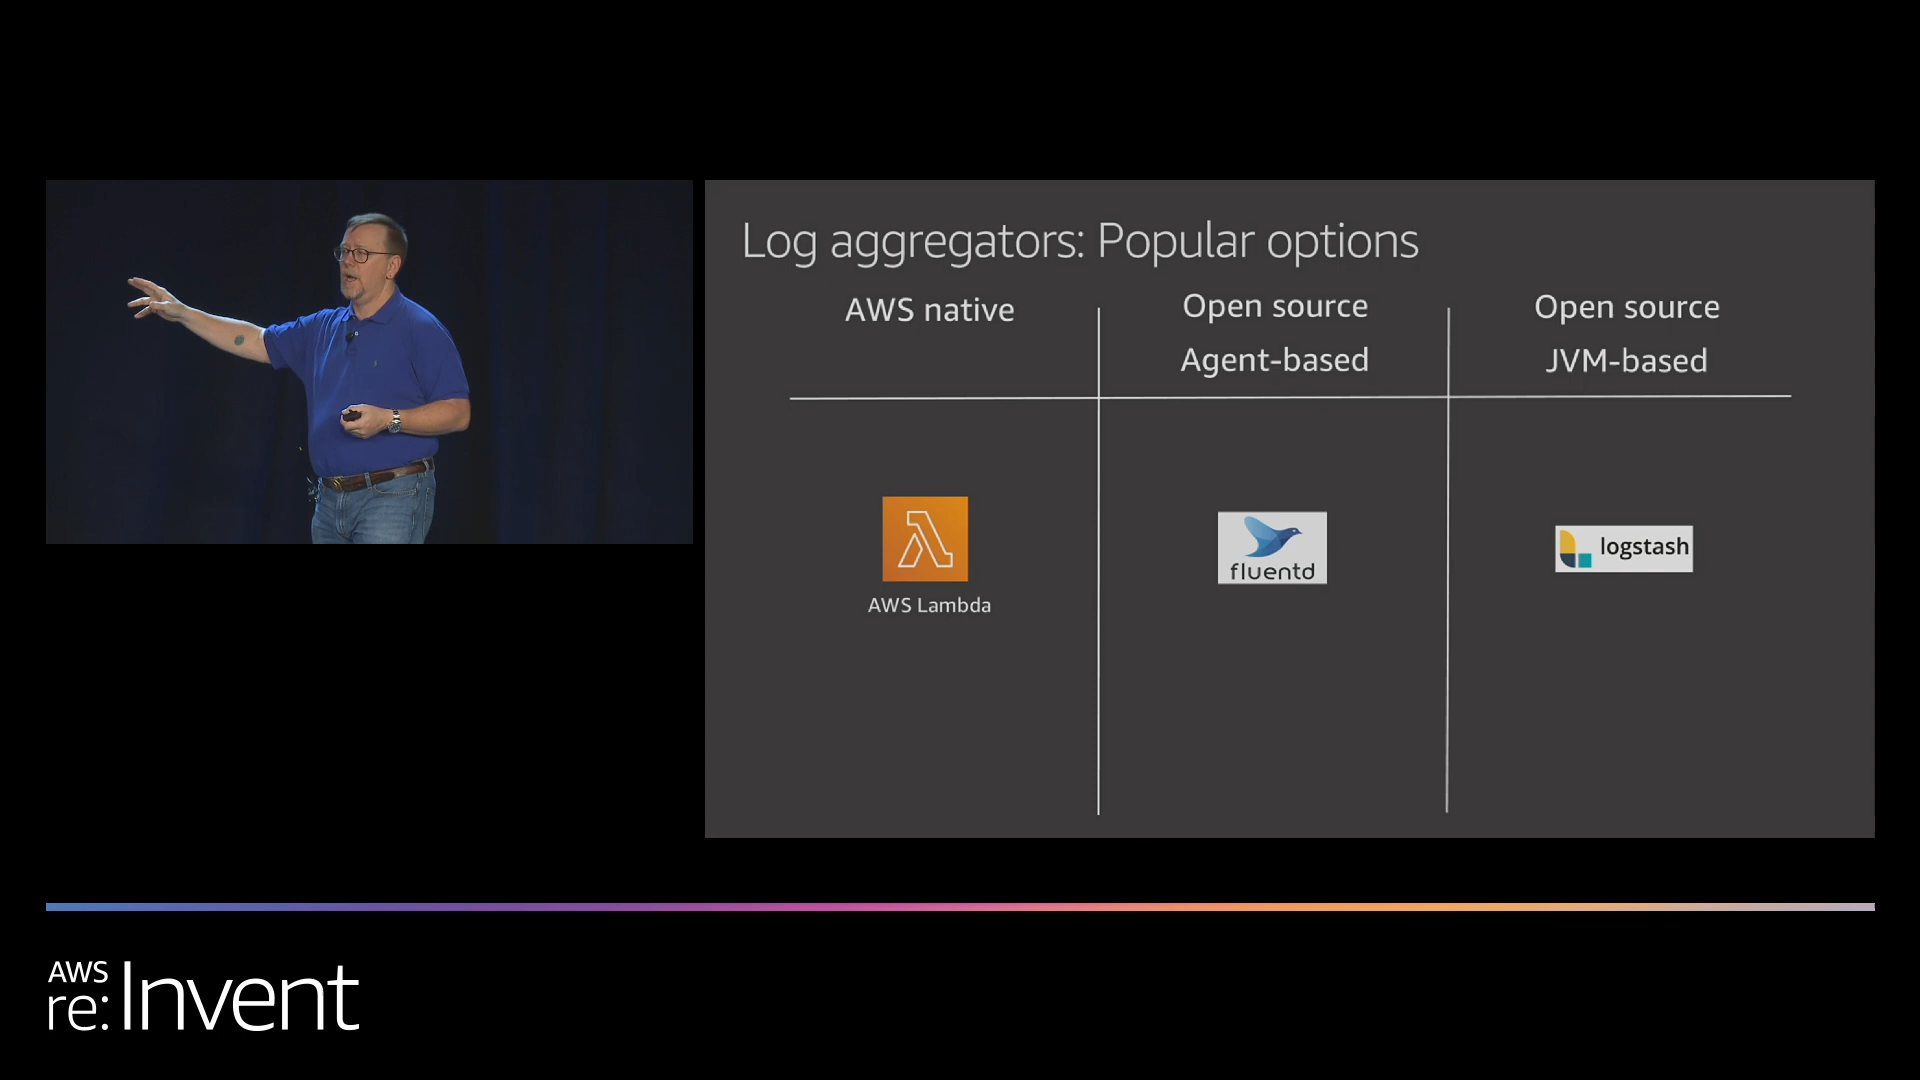 Log aggregators: Popular options
AWS native
Open source
Agent-based
Open source
JVM-based
AWS Lambda
fluentd
logstash
AWS
re:Invent